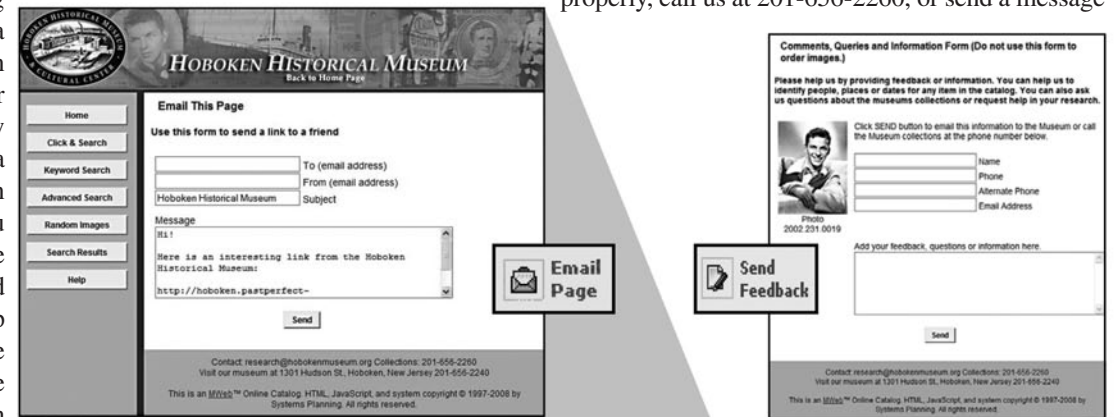 properly, call us at 201-656-2260, or send a message
HOBOKEN HISTORICAL MUSEUM
& CULTURAL CENTER
HOBOKEN HISTORICAL MUSEUM
Back to Home Page
Home
Click & Search
Keyword Search
Advanced Search
Random Images
Search Results
Help
Email This Page
Use this form to send a link to a friend
To (email address)
From (email address)
Hoboken Historical Museum Subject
Message
Hi!
Here is an interesting link from the Hoboken
Historical Museum:
http://hoboken.pastperfect-
Send
Contact: research@hobokenmuseum.org Collections: 201-656-2260
Visit our museum at 1301 Hudson St., Hoboken, New Jersey 201-656-2240
This is an MWeb™ Online Catalog. HTML, JavaScript, and system copyright © 1997-2008 by
Systems Planning. All rights reserved.
Email
Page
Send
Feedback
Comments, Queries and Information Form (Do not use this form to
order images.)
Please help us by providing feedback or information. You can help us to
identify people, places or dates for any item in the catalog. You can also ask
us questions about the museums collections or request help in your research.
Click SEND button to email this information to the Museum or call
the Museum collections at the phone number below.
Name
Phone
Alternate Phone
Email Address
Photo
2002.231.0019
Add your feedback, questions or information here.
Send
Contact: research@hobokenmuseum.org Collections: 201-656-2260
Visit our museum at 1301 Hudson St., Hoboken, New Jersey 201-656-2240
This is an MWeb™ Online Catalog. HTML, JavaScript, and system copyright © 1997-2008 by
Systems Planning. All rights reserved.